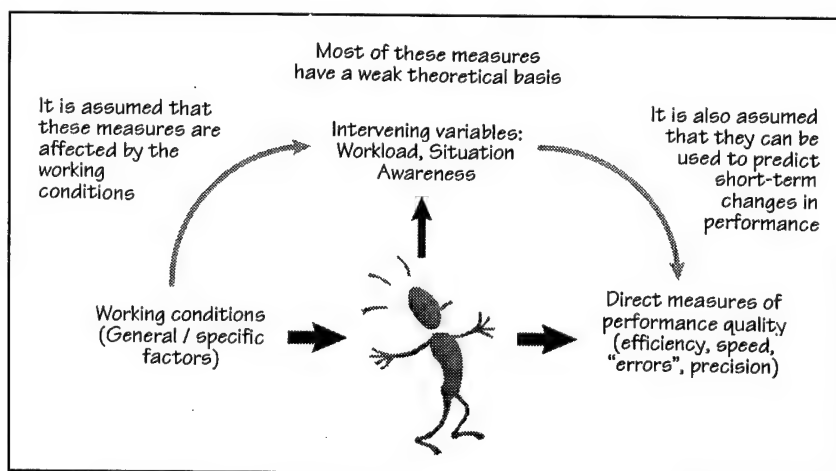 Most of these measures
have a weak theoretical basis
It is assumed that
these measures are
affected by the
working
conditions
Intervening variables:
Workload, Situation
Awareness
It is also assumed
that they can be
used to predict
short-term
changes in
performance
Working conditions
(General / specific
factors)
Direct measures of
performance quality
(efficiency, speed,
"errors", precision)